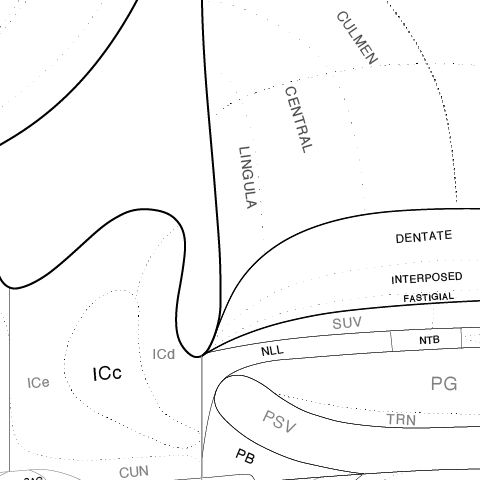 CULMEN
CENTRAL
LINGULA
DENTATE
INTERPOSED
FASTIGIAL
SUV
NTB
NLL
ICd
ICc
ICe
PG
TRN
PSV
PB
CUN